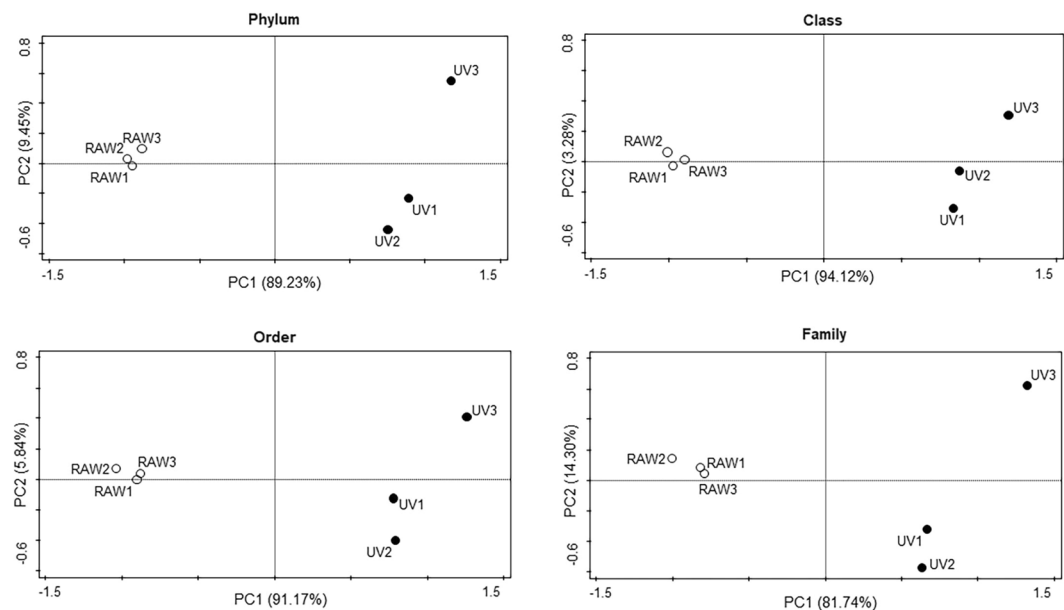 Phylum
0.8
UV3
PC2 (9.45%)
RAW3
RAW2
RAW1
UV1
UV2
-0.6
-1.5
PC1 (89.23%)
1.5
Class
0.8
UV3
PC2 (3.28%)
RAW2
RAW1
RAW3
UV2
UV1
-0.6
-1.5
PC1 (94.12%)
1.5
Order
0.8
UV3
PC2 (5.84%)
RAW2
RAW3
RAW1
UV1
UV2
-0.6
-1.5
PC1 (91.17%)
1.5
Family
0.8
UV3
PC2 (14.30%)
RAW2
RAW1
RAW3
UV1
UV2
-0.6
-1.5
PC1 (81.74%)
1.5